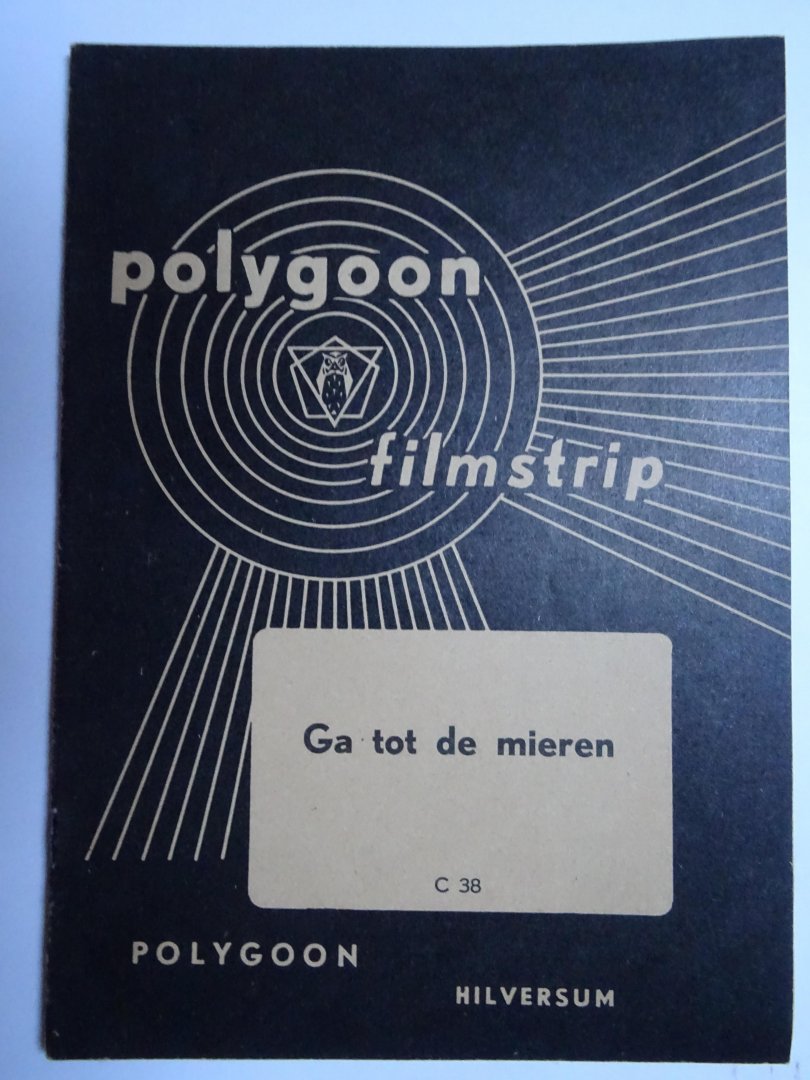 polygoon
filmstrip
Ga tot de mieren
C 38
POLYGOON
HILVERSUM